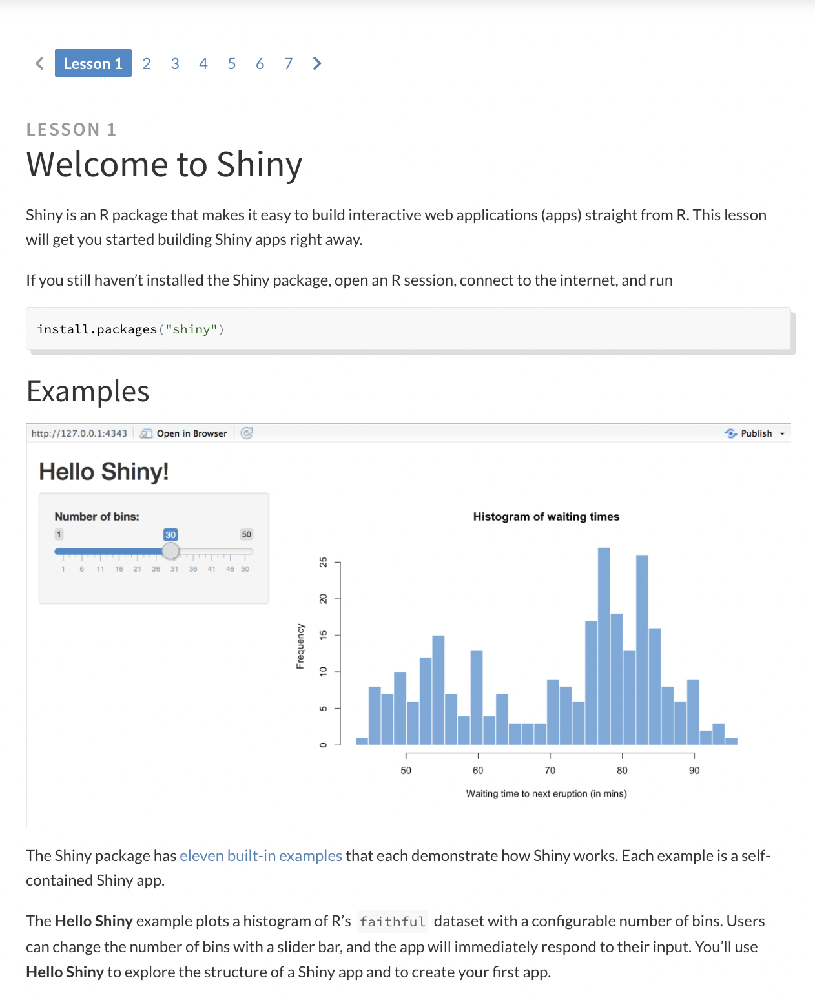 Lesson 1 2 3 4 5 6 7
LESSON 1
Welcome to Shiny
Shiny is an R package that makes it easy to build interactive web applications (apps) straight from R. This lesson
will get you started building Shiny apps right away.
If you still haven’t installed the Shiny package, open an R session, connect to the internet, and run
install.packages("shiny")
Examples
http://127.0.0.1:4343 Open in Browser Publish
Hello Shiny!
Number of bins:
1 30 50
1 6 11 16 21 26 31 36 41 46 50
Histogram of waiting times
Frequency
25
20
15
10
5
0
50 60 70 80 90
Waiting time to next eruption (in mins)
The Shiny package has eleven built-in examples that each demonstrate how Shiny works. Each example is a self-
contained Shiny app.
The Hello Shiny example plots a histogram of R’s faithful dataset with a configurable number of bins. Users
can change the number of bins with a slider bar, and the app will immediately respond to their input. You’ll use
Hello Shiny to explore the structure of a Shiny app and to create your first app.